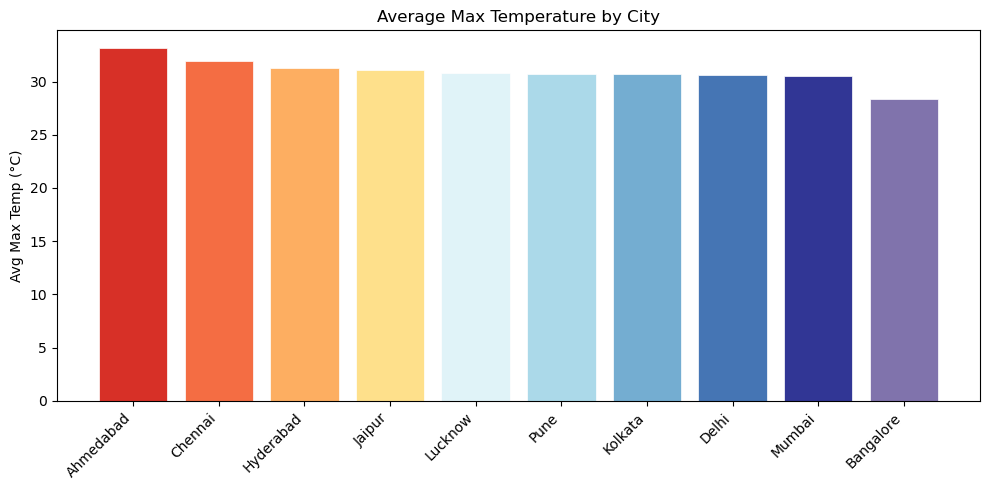 Average Max Temperature by City
Avg Max Temp (°C)
30
25
20
15
10
5
0
Ahmedabad
Chennai
Hyderabad
Jaipur
Lucknow
Pune
Kolkata
Delhi
Mumbai
Bangalore